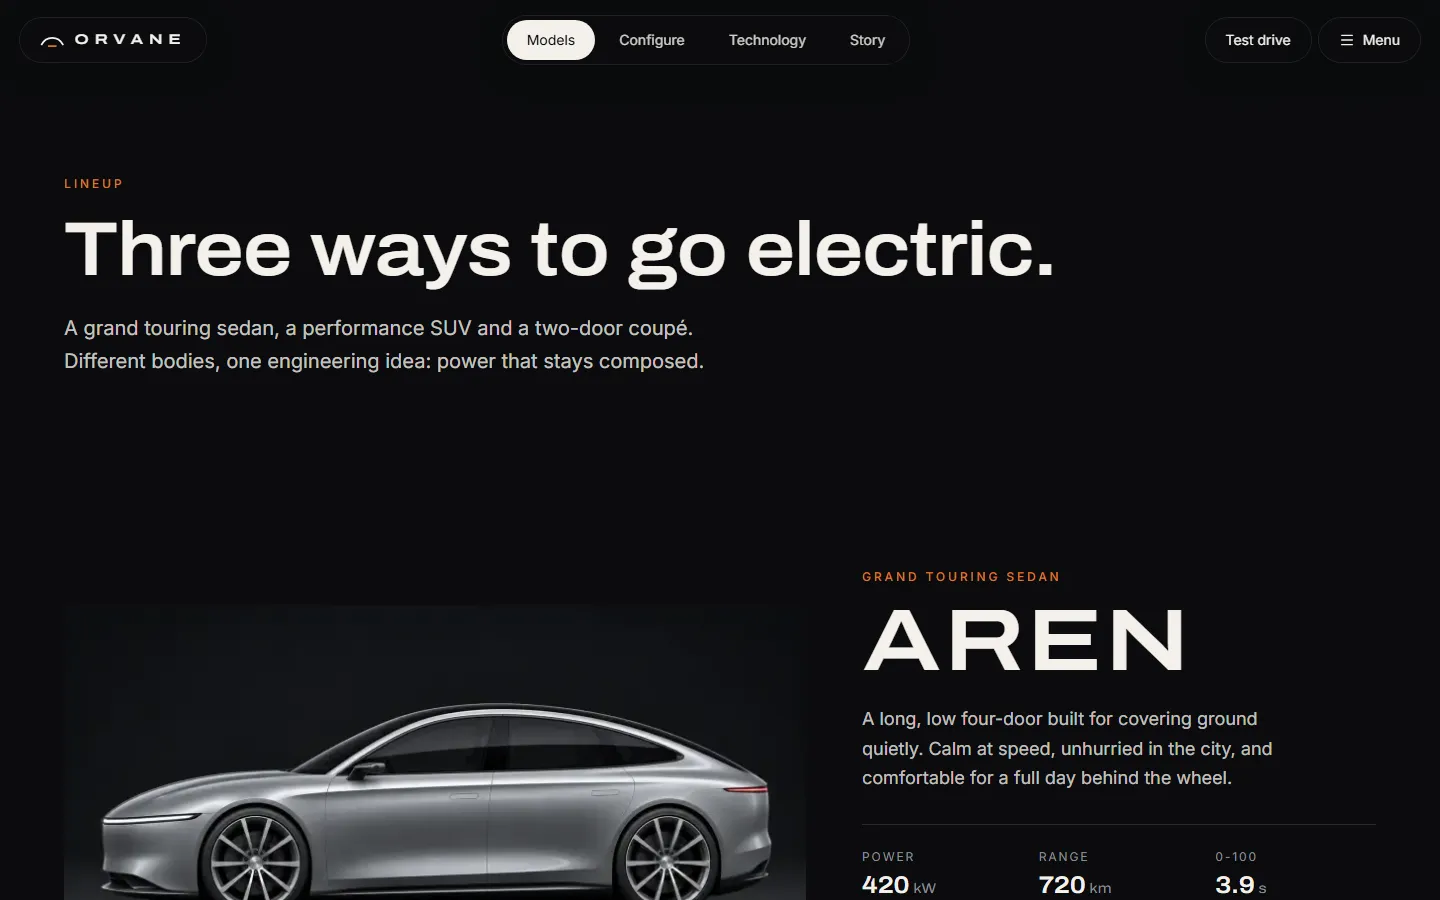 ORVANE
Models
Configure
Technology
Story
Test drive
Menu
LINEUP
Three ways to go electric.
A grand touring sedan, a performance SUV and a two-door coupé.
Different bodies, one engineering idea: power that stays composed.
GRAND TOURING SEDAN
AREN
A long, low four-door built for covering ground
quietly. Calm at speed, unhurried in the city, and
comfortable for a full day behind the wheel.
POWER
420 kW
RANGE
720 km
0-100
3.9 s